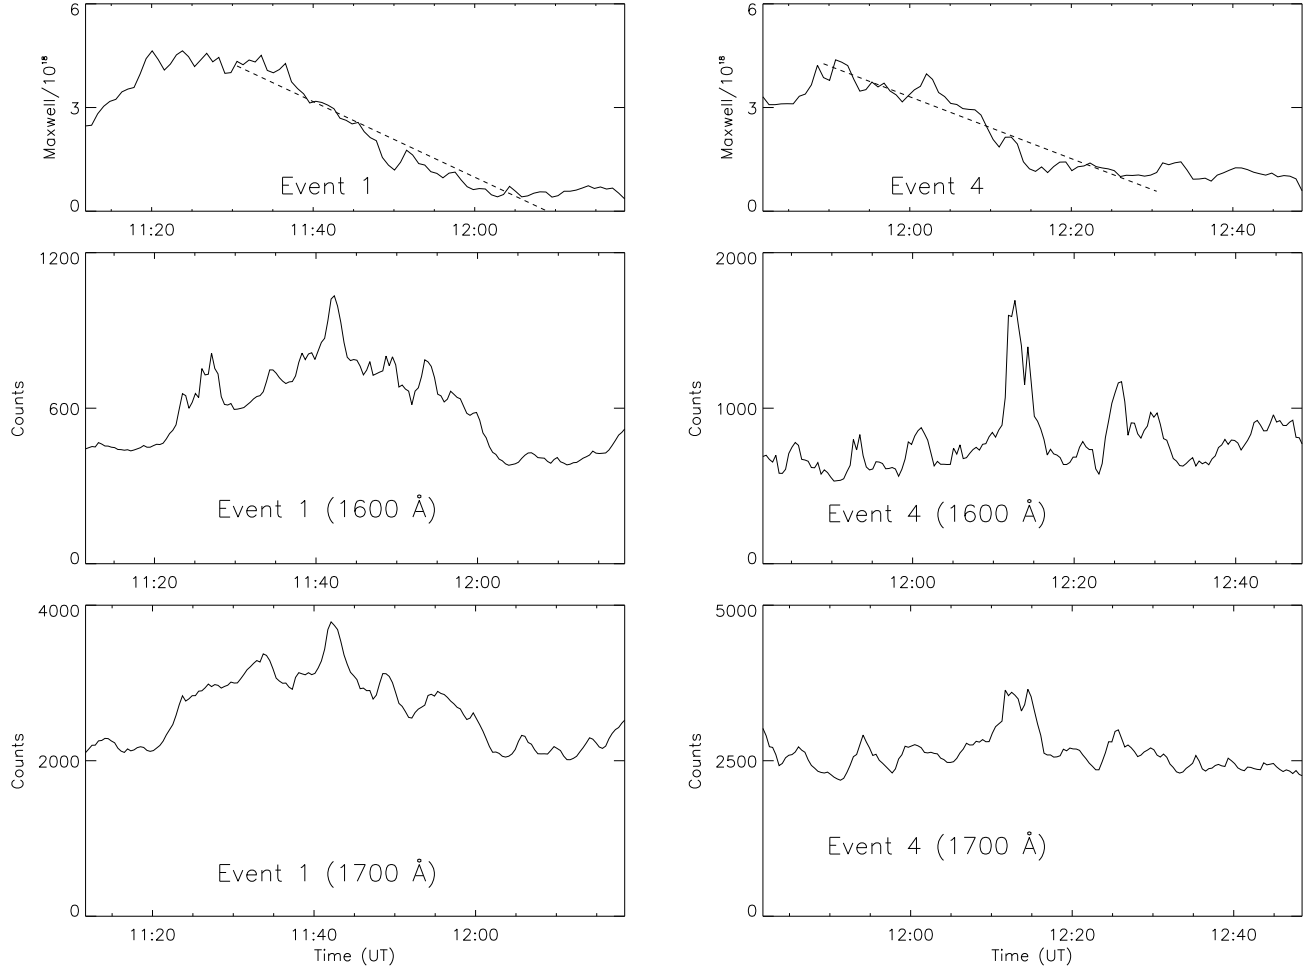 6
3
0
Maxwell/10¹⁸
Event 1
11:20 11:40 12:00
6
3
0
Maxwell/10¹⁸
Event 4
12:00 12:20 12:40
1200
600
0
Counts
Event 1 (1600 Å)
11:20 11:40 12:00
2000
1000
0
Counts
Event 4 (1600 Å)
12:00 12:20 12:40
4000
2000
0
Counts
Event 1 (1700 Å)
11:20 11:40 12:00
Time (UT)
5000
2500
0
Counts
Event 4 (1700 Å)
12:00 12:20 12:40
Time (UT)